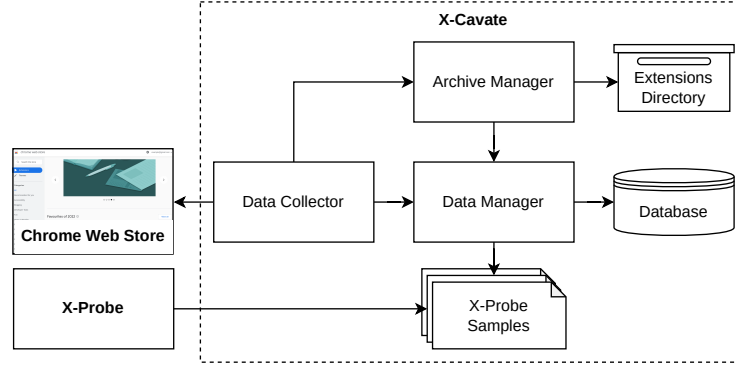 X-Cavate
Archive Manager
Extensions
Directory
Data Collector
Data Manager
Database
Chrome Web Store
X-Probe
X-Probe
Samples